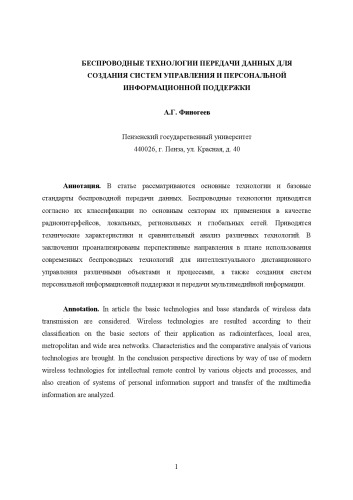 БЕСПРОВОДНЫЕ ТЕХНОЛОГИИ ПЕРЕДАЧИ ДАННЫХ ДЛЯ
СОЗДАНИЯ СИСТЕМ УПРАВЛЕНИЯ И ПЕРСОНАЛЬНОЙ
ИНФОРМАЦИОННОЙ ПОДДЕРЖКИ
А.Г. Финогеев
Пензенский государственный университет
440026, г. Пенза, ул. Красная, д. 40
Аннотация. В статье рассматриваются основные технологии и базовые
стандарты беспроводной передачи данных. Беспроводные технологии приводятся
согласно их классификации по основным секторам их применения в качестве
радиоинтерфейсов, локальных, региональных и глобальных сетей. Приводятся
технические характеристики и сравнительный анализ различных технологий. В
заключении проанализированы перспективные направления в плане использования
современных беспроводных технологий для интеллектуального дистанционного
управления различными объектами и процессами, а также создания систем
персональной информационной поддержки и передачи мультимедийной информации.
Annotation. In article the basic technologies and base standards of wireless data
transmission are considered. Wireless technologies are resulted according to their
classification on the basic sectors of their application as radiointerfaces, local area,
metropolitan and wide area networks. Characteristics and the comparative analysis of various
technologies are brought. In the conclusion perspective directions by way of use of modern
wireless technologies for intellectual remote control by various objects and processes, and
also creation of systems of personal information support and transfer of the multimedia
information are analyzed.
1